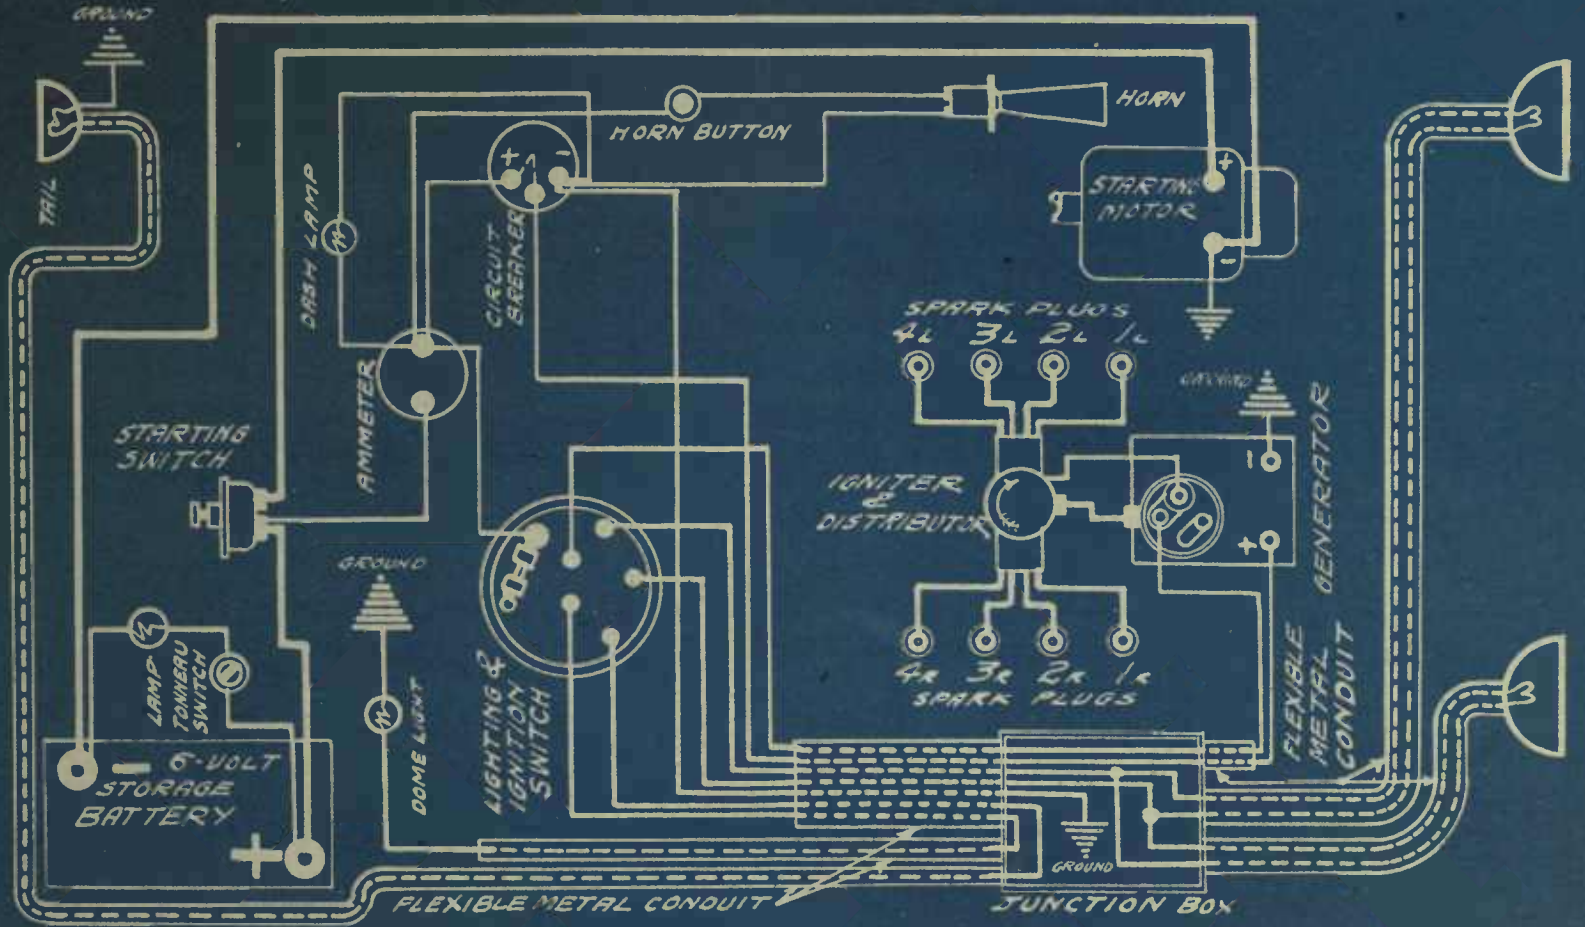 GROUND
TAIL
DASH LAMP
HORN BUTTON
HORN
+ -
CIRCUIT
BREAKER
STARTING
MOTOR
+
-
AMMETER
STARTING
SWITCH
SPARK PLUGS
4L 3L 2L 1L
GROUND
IGNITER
&
DISTRIBUTOR
-
+
GENERATOR
4R 3R 2R 1R
SPARK PLUGS
GROUND
LAMP
TONNEAU
SWITCH
DOME LIGHT
LIGHTING &
IGNITION
SWITCH
FLEXIBLE
METAL
CONDUIT
- 6-VOLT
STORAGE
BATTERY
+
GROUND
FLEXIBLE METAL CONDUIT
JUNCTION BOX